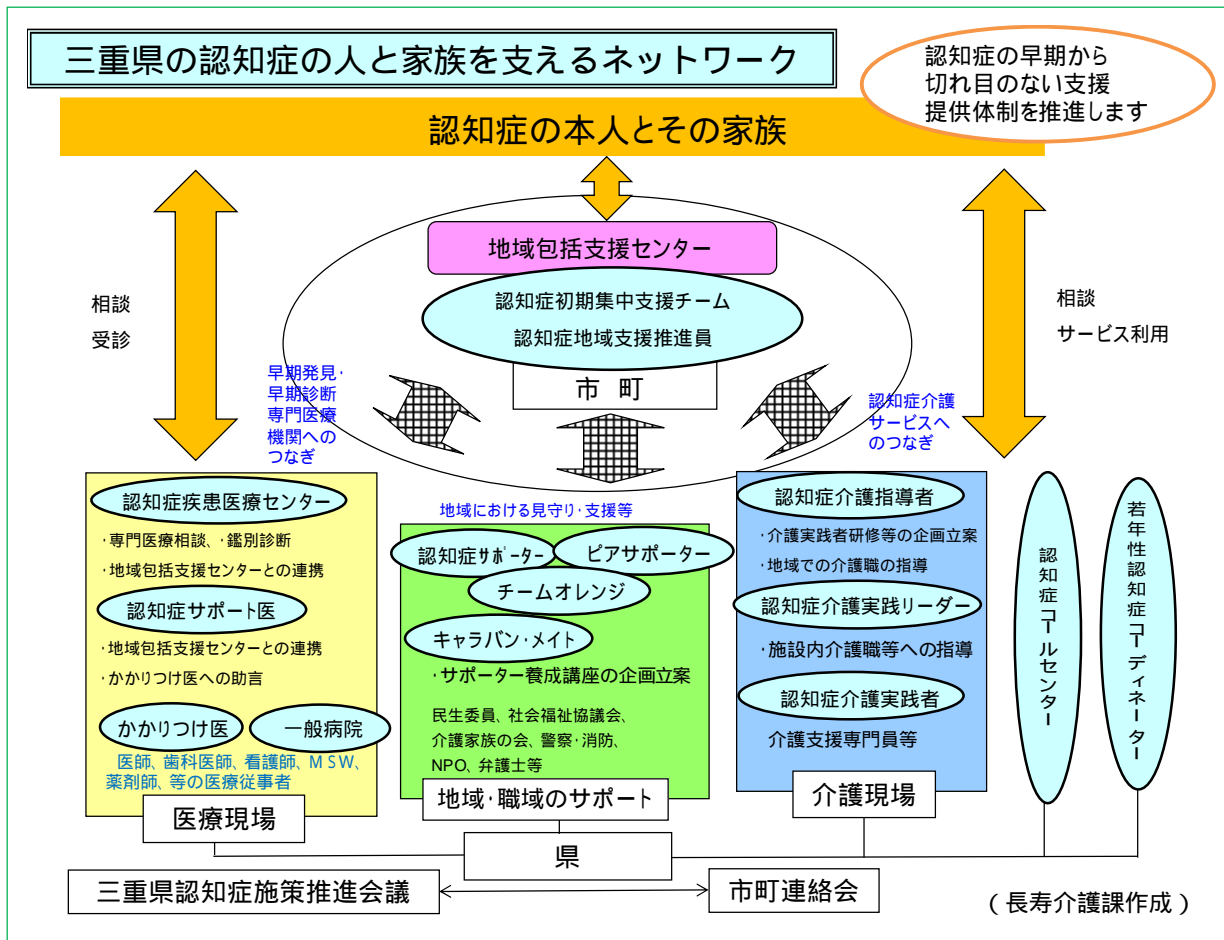 三重県の認知症の人と家族を支えるネットワーク
認知症の早期から
切れ目のない支援
提供体制を推進します
認知症の本人とその家族
相談
受診
地域包括支援センター
認知症初期集中支援チーム
認知症地域支援推進員
市 町
相談
サービス利用
早期発見・
早期診断
専門医療
機関への
つなぎ
認知症介護
サービスへ
のつなぎ
地域における見守り・支援等
認知症疾患医療センター
・専門医療相談、・鑑別診断
・地域包括支援センターとの連携
認知症サポート医
・地域包括支援センターとの連携
・かかりつけ医への助言
かかりつけ医
一般病院
医師、歯科医師、看護師、MSW、
薬剤師、等の医療従事者
医療現場
認知症サポーター
ピアサポーター
チームオレンジ
キャラバン・メイト
・サポーター養成講座の企画立案
民生委員、社会福祉協議会、
介護家族の会、警察・消防、
NPO、弁護士等
地域・職域のサポート
認知症介護指導者
・介護実践者研修等の企画立案
・地域での介護職の指導
認知症介護実践リーダー
・施設内介護職等への指導
認知症介護実践者
介護支援専門員等
介護現場
認知症コールセンター
若年性認知症コーディネーター
県
三重県認知症施策推進会議
市町連絡会
(長寿介護課作成)